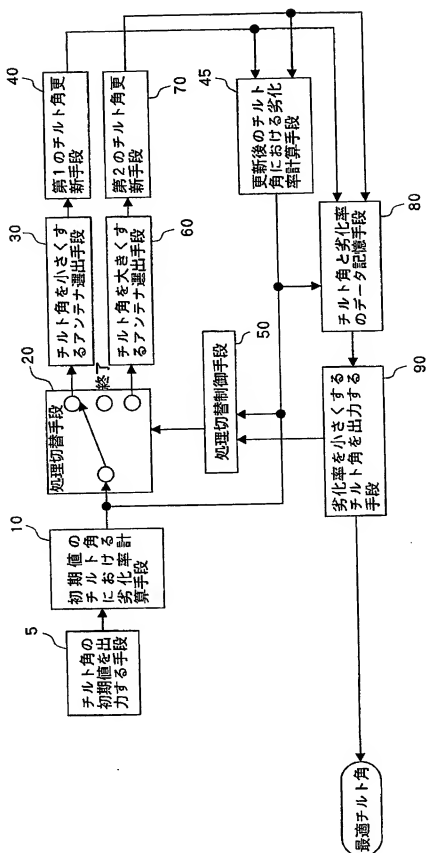 5
チルト角の
初期値を出
力する手段
10
初期値の
チルト角
における
劣化率計
算手段
20
処理切替手段
終了
30
チルト角を小さくす
るアンテナ選出手段
40
第1のチルト角更
新手段
60
チルト角を大きくす
るアンテナ選出手段
70
第2のチルト角更
新手段
45
更新後のチル
ト角における劣化
率計算手段
50
処理切替制御手段
80
チルト角と劣化率
のデータ記憶手段
90
劣化率を小さくする
チルト角を出力する
手段
最適チルト角